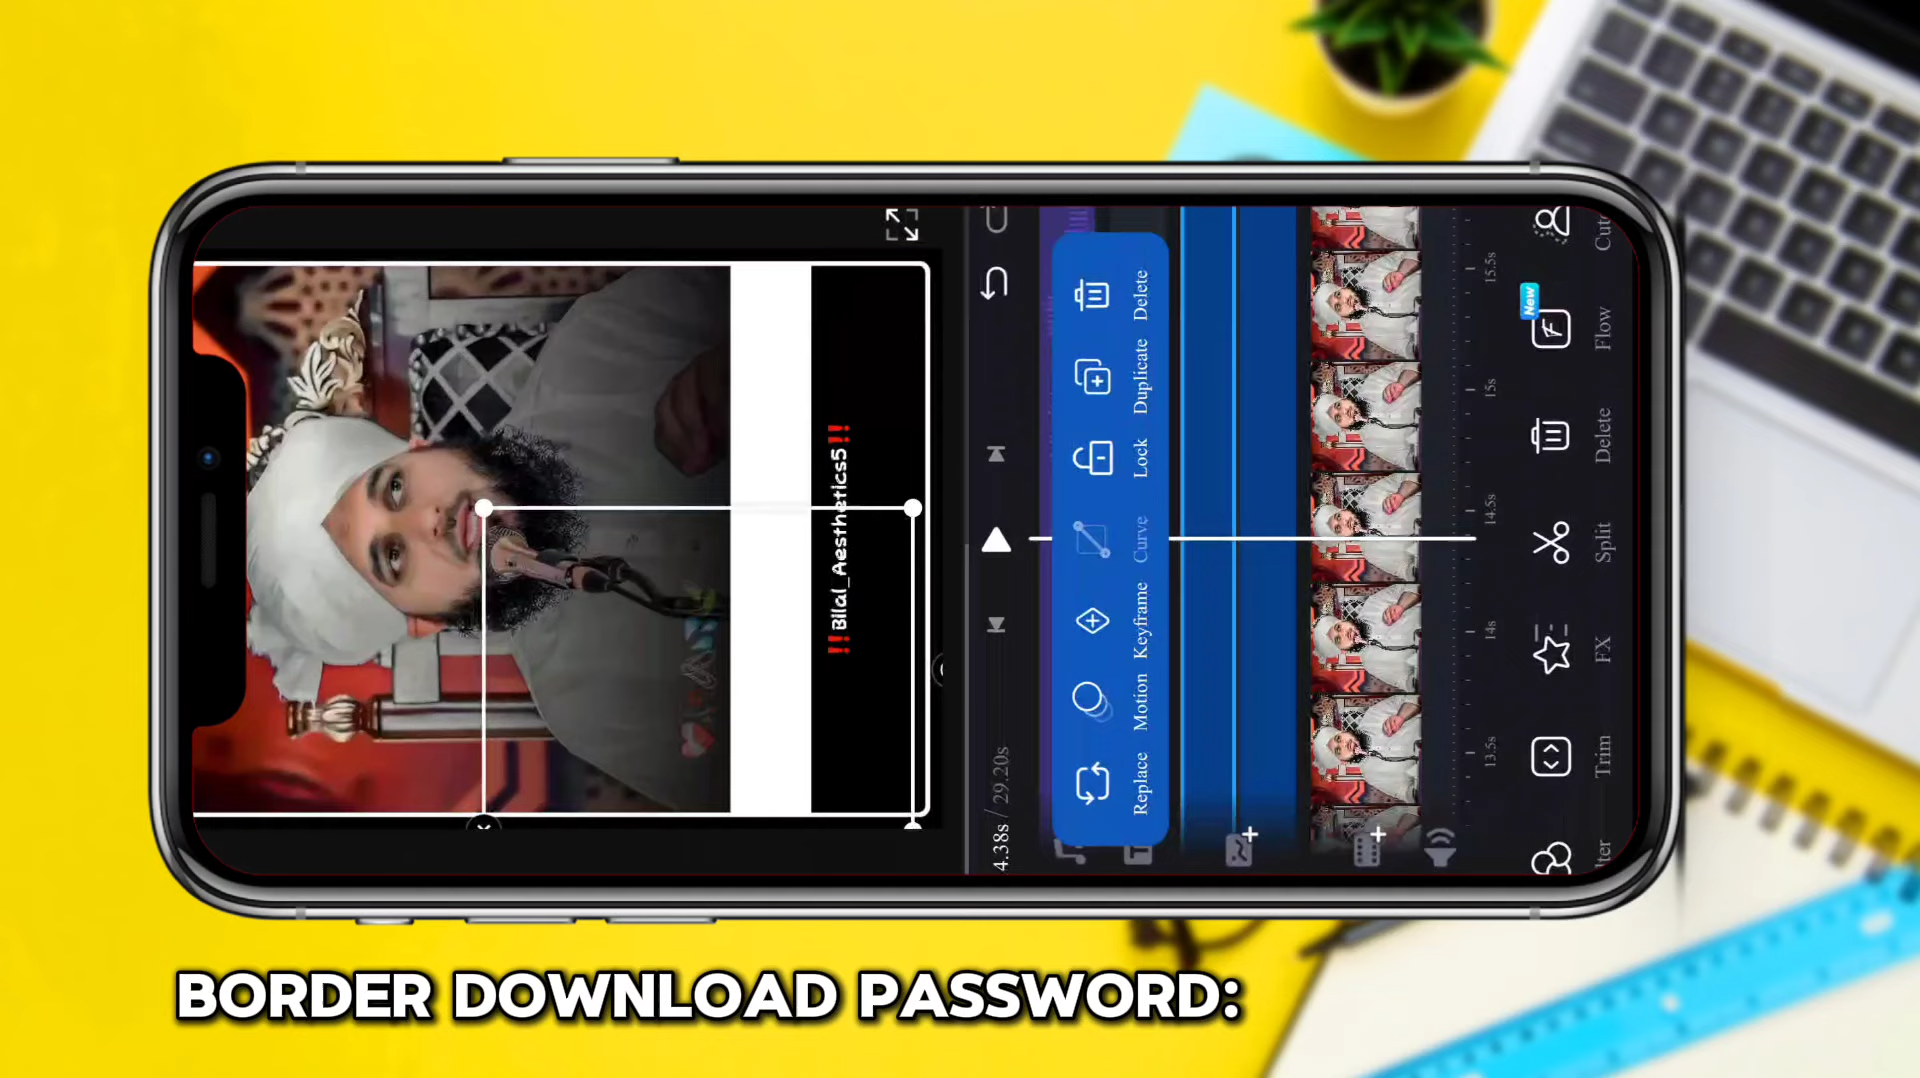 ‼Bilal_Aesthetics5‼
4.38s / 29.20s
Replace
Motion
Keyframe
Curve
Lock
Duplicate
Delete
13.5s
14s
14.5s
15s
15.5s
Trim
FX
Split
Delete
Flow
New
BORDER DOWNLOAD PASSWORD: